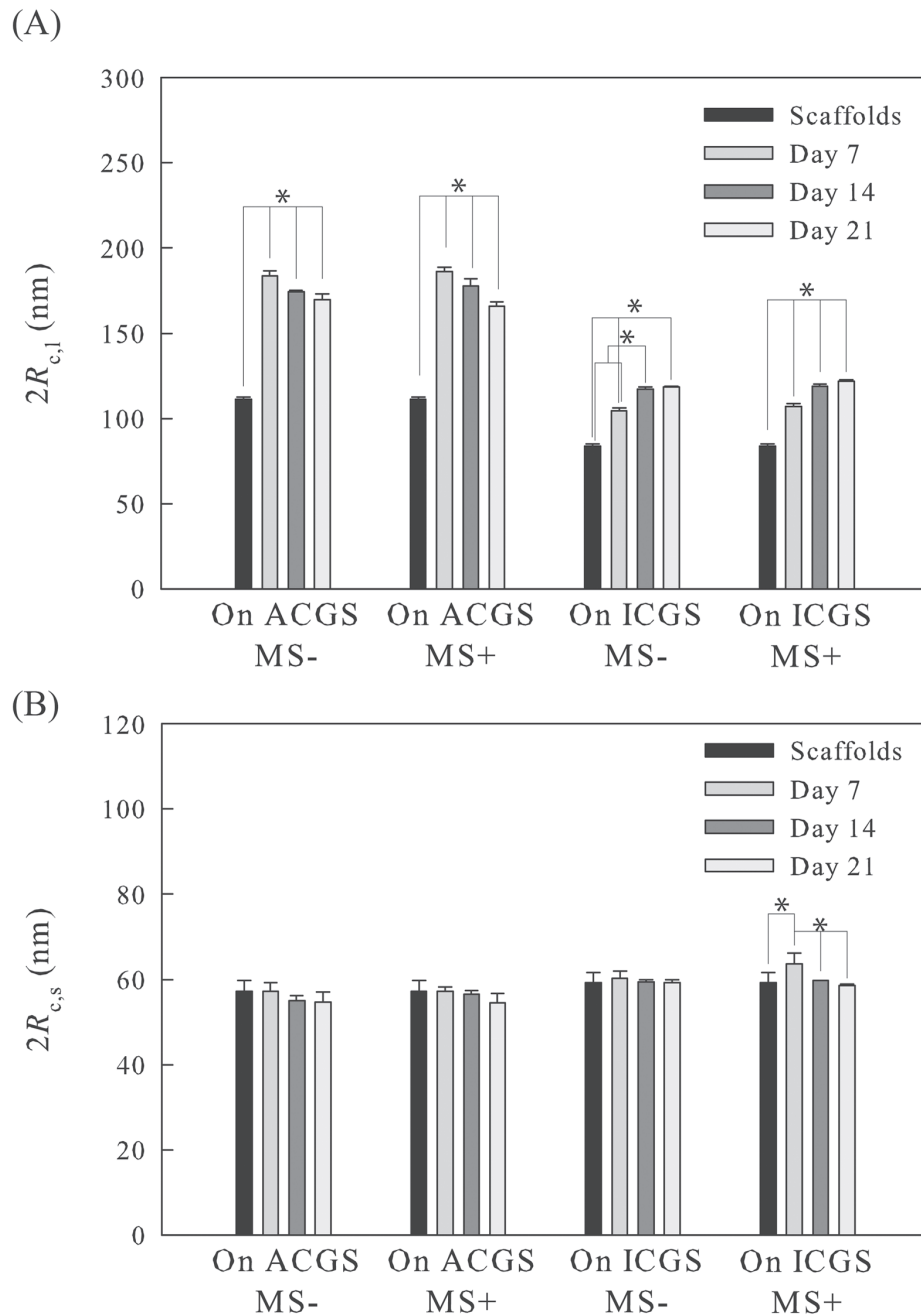 (A)
300
250
200
150
100
50
0
2Rc,l (nm)
Scaffolds
Day 7
Day 14
Day 21
*
*
*
*
*
On ACGS On ACGS On ICGS On ICGS
MS- MS+ MS- MS+
(B)
120
100
80
60
40
20
0
2Rc,s (nm)
Scaffolds
Day 7
Day 14
Day 21
*
*
On ACGS On ACGS On ICGS On ICGS
MS- MS+ MS- MS+